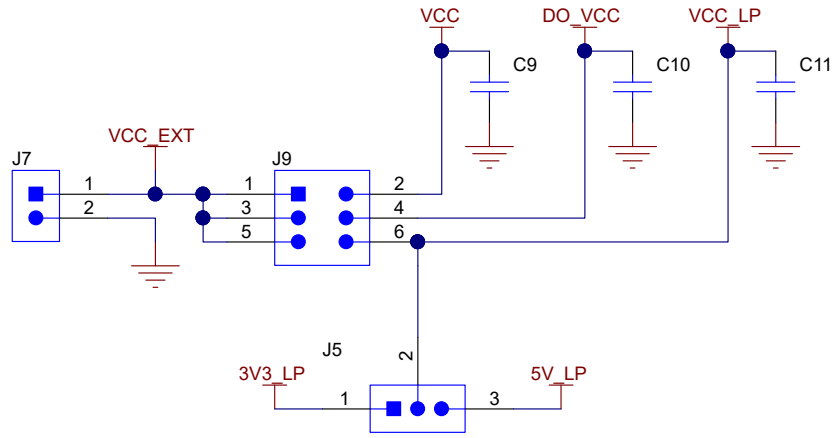 VCC
DO_VCC
VCC_LP
C9
C10
C11
VCC_EXT
J7
J9
1
1
2
2
3
4
5
6
J5
2
3V3_LP
5V_LP
1
3